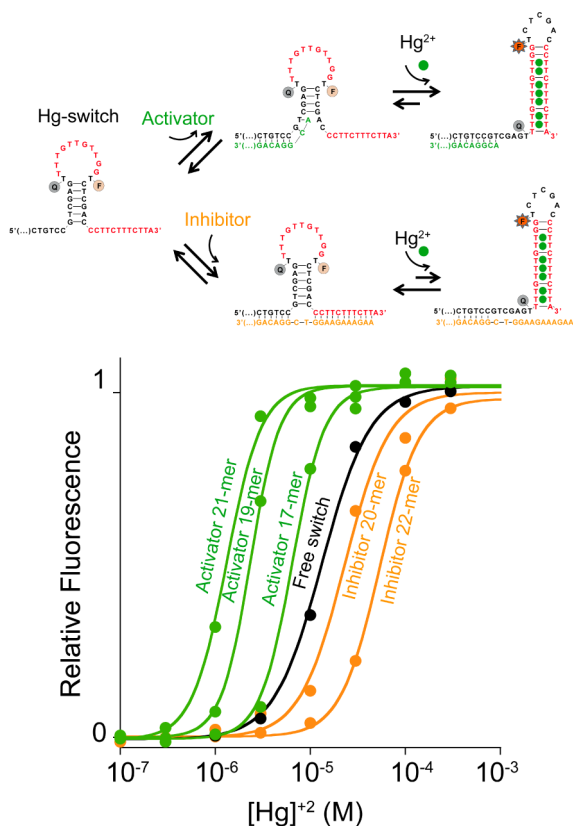 Hg-switch
Activator
Hg2+
Q
F
5'(...)CTGTCC
CCTTCTTTCTTA3'
5'(...)CTGTCC
3'(...)GACAGG
CCTTCTTTCTTA3'
Q
F
F
Q
5'(...)CTGTCCGTCGAGT
3'(...)GACAGGCA
3'
Inhibitor
Hg2+
Q
F
5'(...)CTGTCC
CCTTCTTTCTTA3'
3'(...)GACAGG-C-T-GGAAGAAAGAA
F
Q
5'(...)CTGTCCGTCGAGT
3'
3'(...)GACAGG-C-T-GGAAGAAAGAA
Relative Fluorescence
1
0
Activator 21-mer
Activator 19-mer
Activator 17-mer
Free switch
Inhibitor 20-mer
Inhibitor 22-mer
10-7
10-6
10-5
10-4
10-3
[Hg]+2 (M)